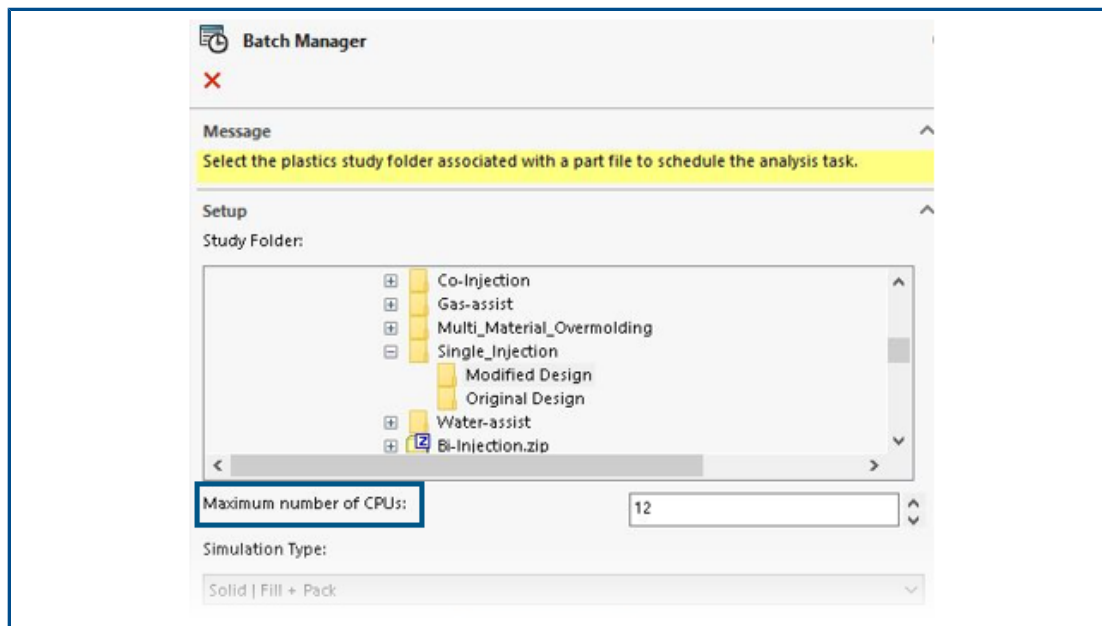 Batch Manager
Message
Select the plastics study folder associated with a part file to schedule the analysis task.
Setup
Study Folder:
Co-Injection
Gas-assist
Multi_Material_Overmolding
Single_Injection
Modified Design
Original Design
Water-assist
Bi-Injection.zip
Maximum number of CPUs: 12
Simulation Type:
Solid | Fill + Pack